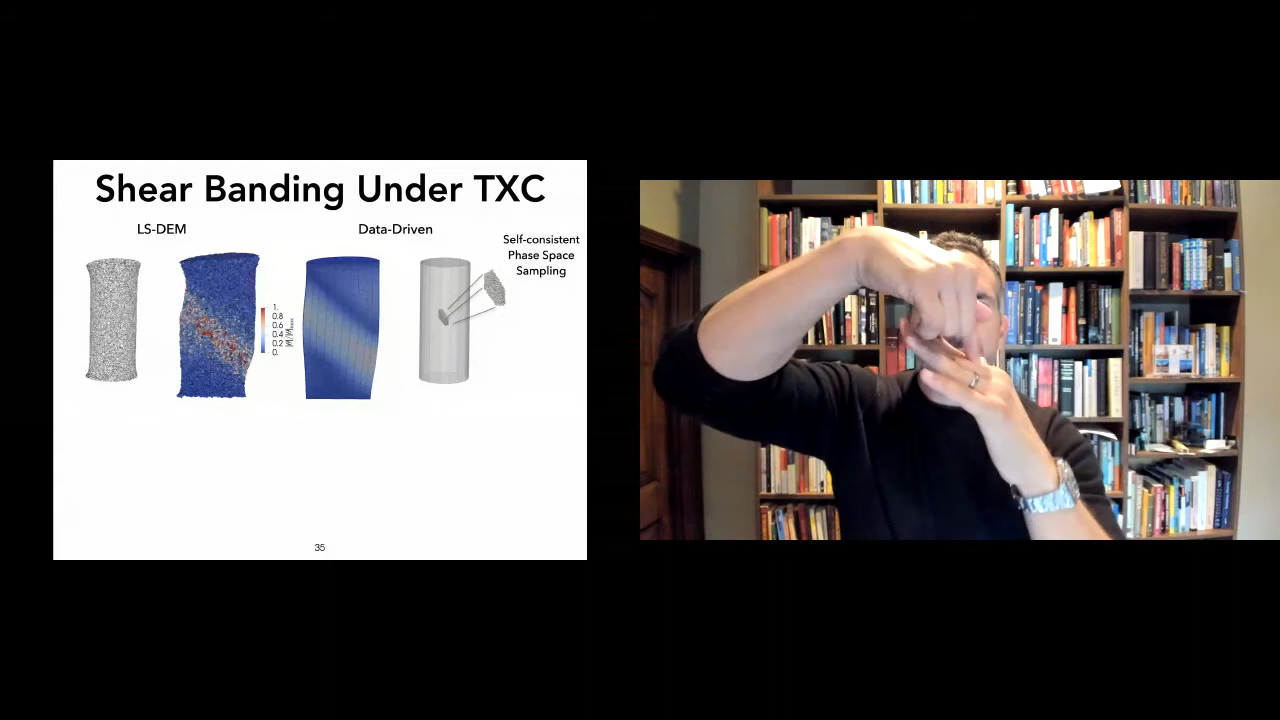 Shear Banding Under TXC
LS-DEM
Data-Driven
Self-consistent
Phase Space
Sampling
1.
0.8
0.6
0.4
0.2
0.
35